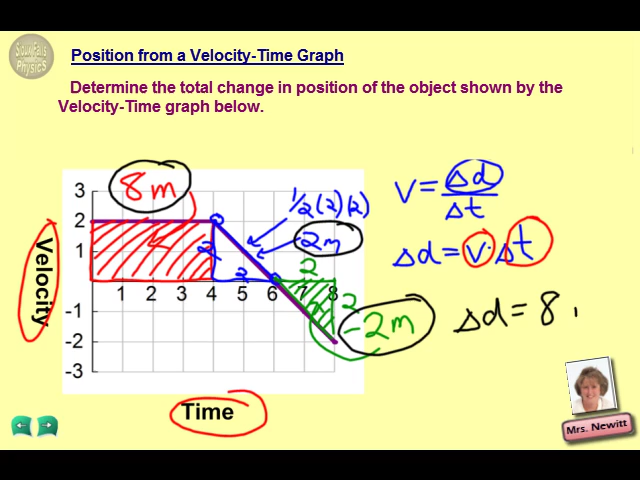 Sioux Falls
Physics
Position from a Velocity-Time Graph
Determine the total change in position of the object shown by the
Velocity-Time graph below.
8m
V = Δd
Δt
1/2(2)(2)
2m
Δd = v · Δt
3
2
1
-1
-2
-3
Velocity
2
2
1 2 3 4 5 6 7 8
2
2
-2m
Δd = 8
Time
Mrs. Newitt